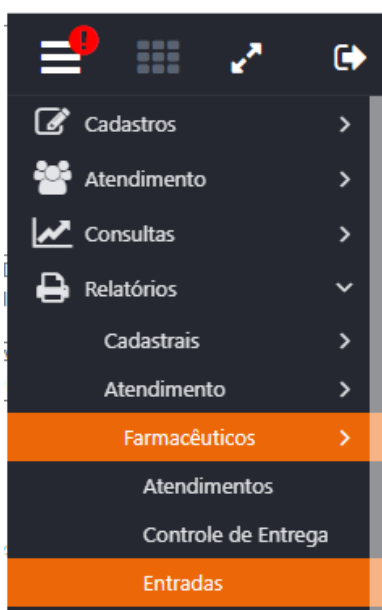 !
Cadastros
Atendimento
Consultas
Relatórios
Cadastrais
Atendimento
Farmacêuticos
Atendimentos
Controle de Entrega
Entradas